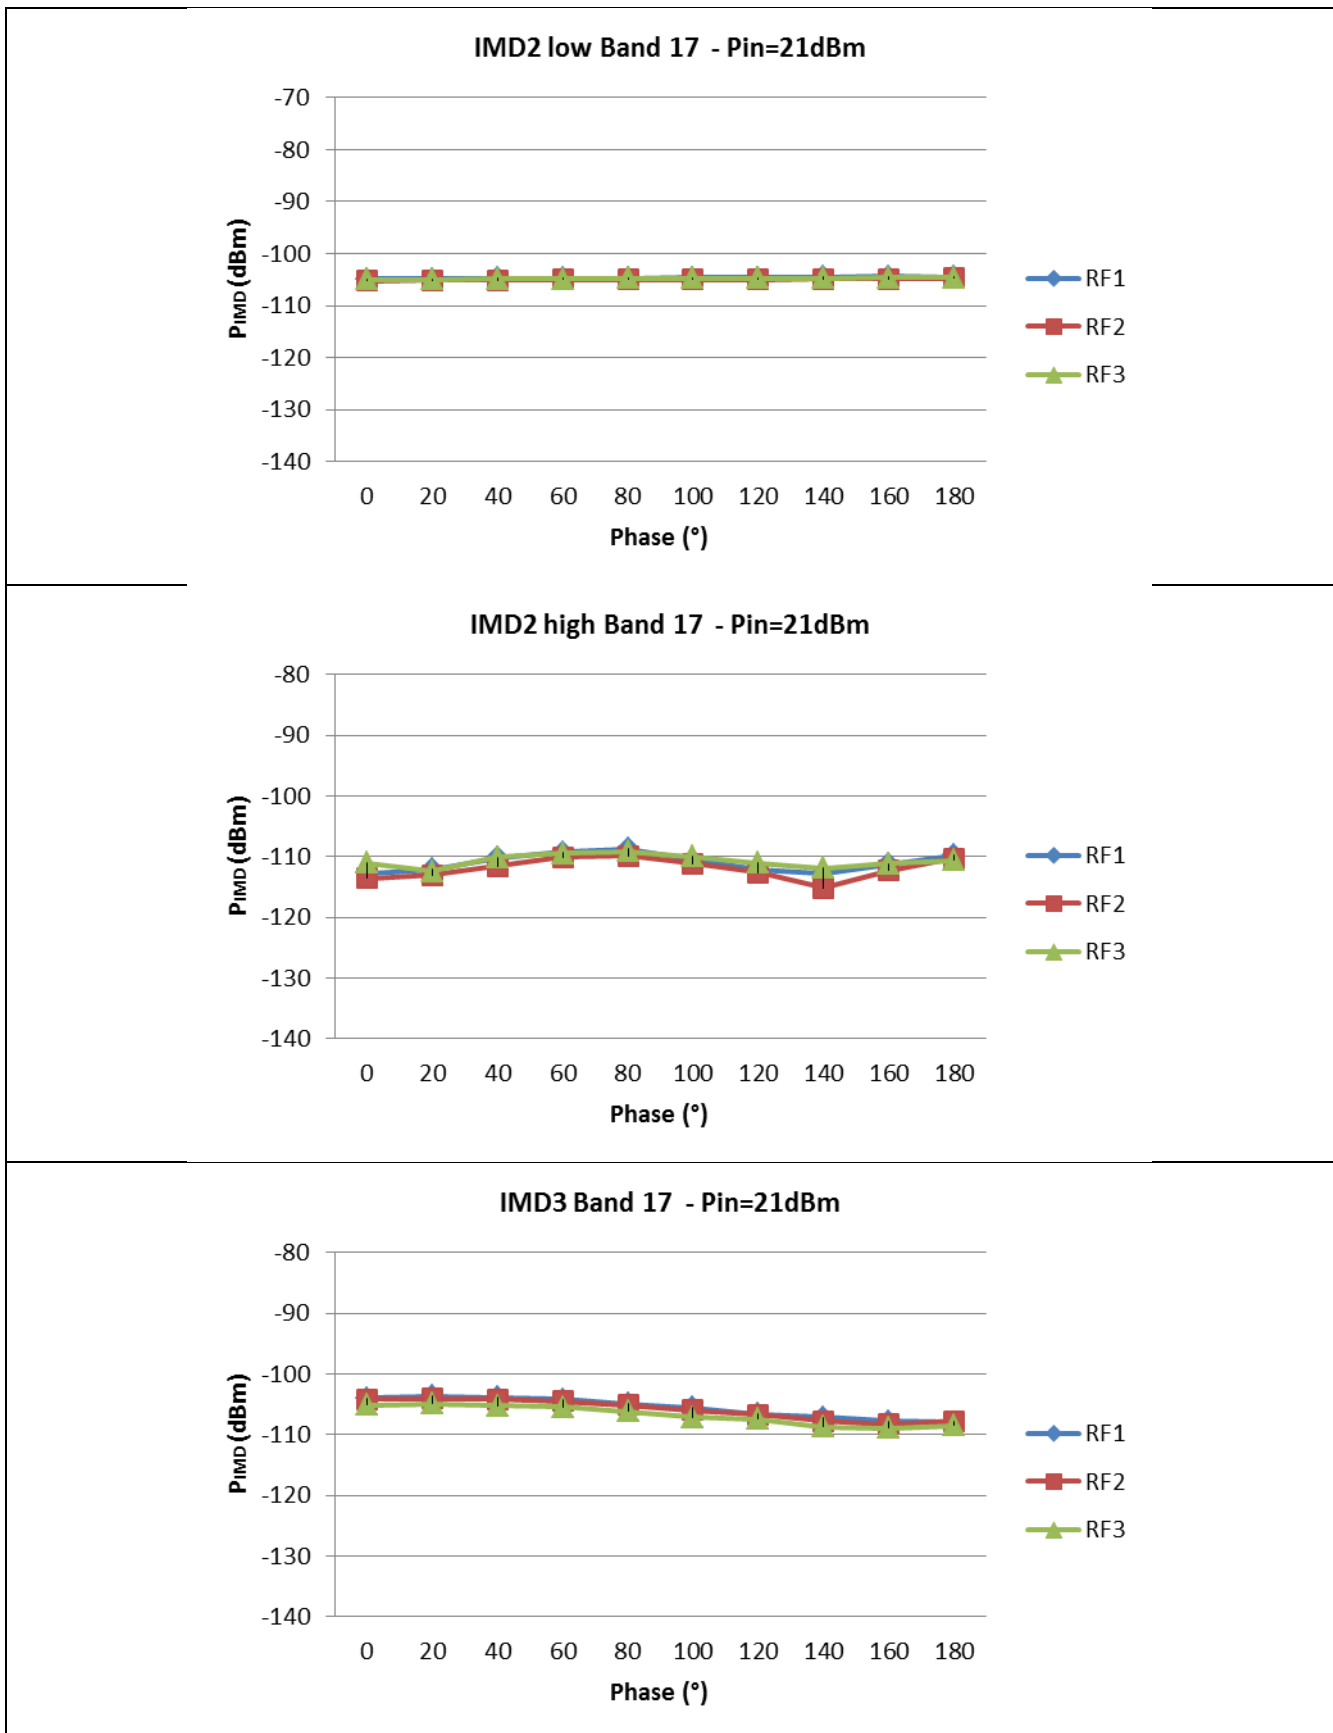 IMD2 low Band 17 - Pin=21dBm
-70
-80
-90
-100
-110
-120
-130
-140
PIMD (dBm)
0 20 40 60 80 100 120 140 160 180
Phase (°)
RF1
RF2
RF3
IMD2 high Band 17 - Pin=21dBm
-80
-90
-100
-110
-120
-130
-140
PIMD (dBm)
0 20 40 60 80 100 120 140 160 180
Phase (°)
RF1
RF2
RF3
IMD3 Band 17 - Pin=21dBm
-80
-90
-100
-110
-120
-130
-140
PIMD (dBm)
0 20 40 60 80 100 120 140 160 180
Phase (°)
RF1
RF2
RF3